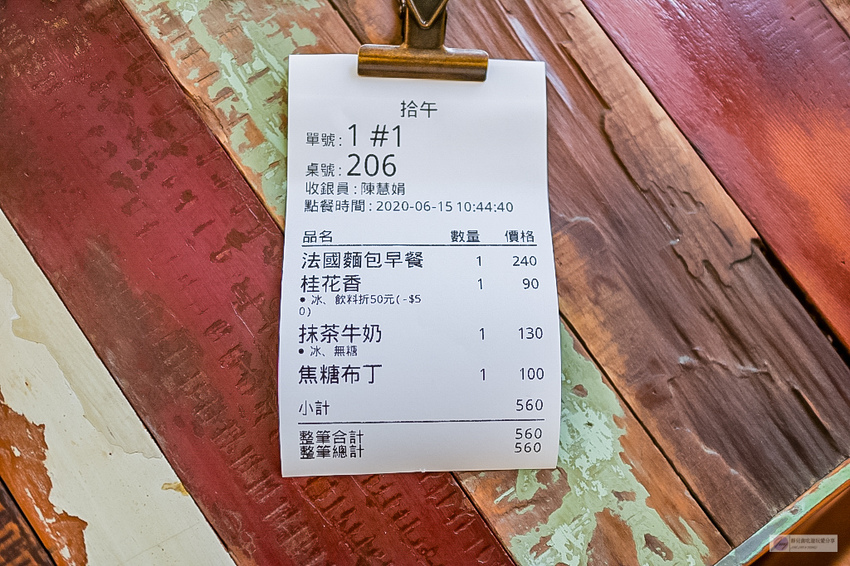 拾午
單號:1 #1
桌號:206
收銀員:陳慧娟
點餐時間:2020-06-15 10:44:40
品名 數量 價格
法國麵包早餐 1 240
桂花香 1 90
● 冰、飲料折50元(-$5
0)
抹茶牛奶 1 130
● 冰、無糖
焦糖布丁 1 100
小計 560
整筆合計 560
整筆總計 560